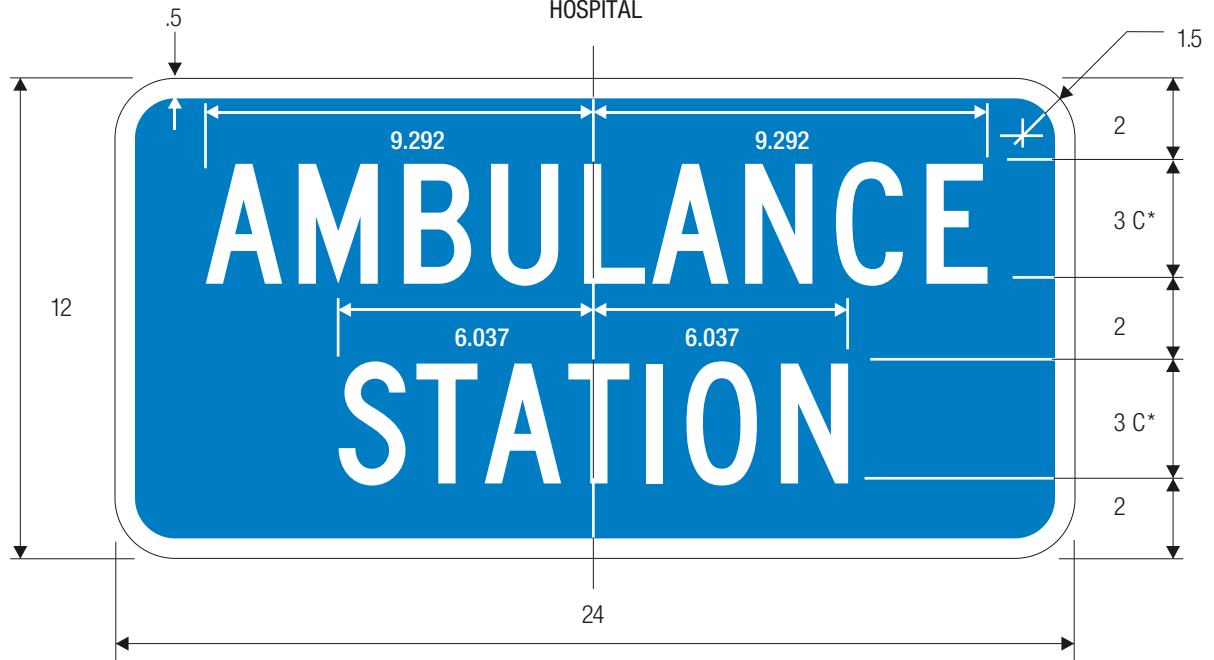 HOSPITAL
.5
1.5
9.292 9.292
2
AMBULANCE
3 C*
12
2
6.037 6.037
STATION
3 C*
2
24